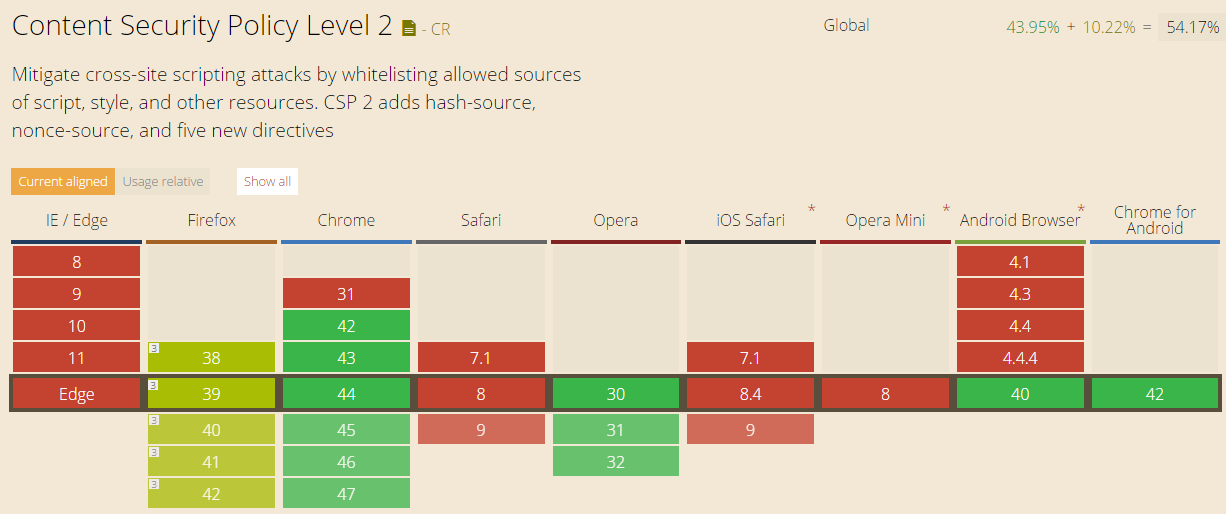 Content Security Policy Level 2 - CR
Global 43.95% + 10.22% = 54.17%
Mitigate cross-site scripting attacks by whitelisting allowed sources
of script, style, and other resources. CSP 2 adds hash-source,
nonce-source, and five new directives
Current aligned Usage relative Show all
IE / Edge Firefox Chrome Safari Opera iOS Safari * Opera Mini * Android Browser * Chrome for Android
8 4.1
9 31 4.3
10 42 4.4
11 3 38 43 7.1 7.1 4.4.4
Edge 3 39 44 8 30 8.4 8 40 42
3 40 45 9 31 9
3 41 46 32
3 42 47